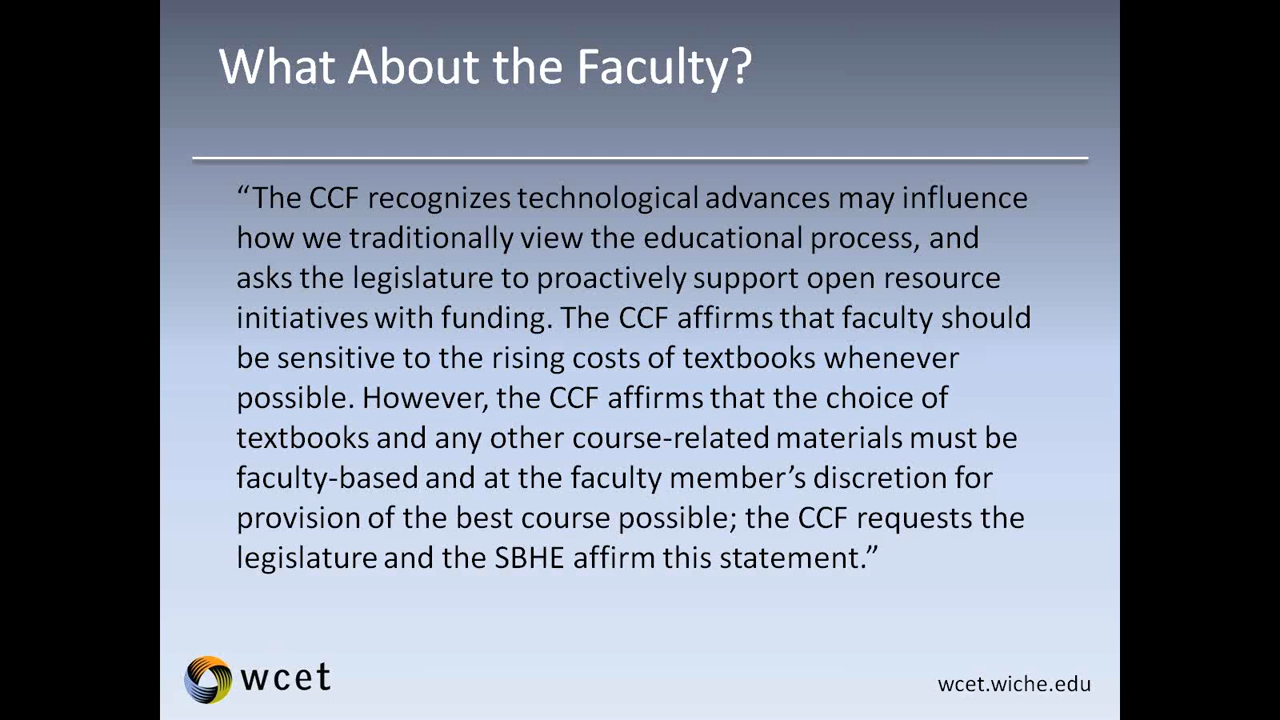 What About the Faculty?
“The CCF recognizes technological advances may influence
how we traditionally view the educational process, and
asks the legislature to proactively support open resource
initiatives with funding. The CCF affirms that faculty should
be sensitive to the rising costs of textbooks whenever
possible. However, the CCF affirms that the choice of
textbooks and any other course-related materials must be
faculty-based and at the faculty member’s discretion for
provision of the best course possible; the CCF requests the
legislature and the SBHE affirm this statement.”
wcet
wcet.wiche.edu